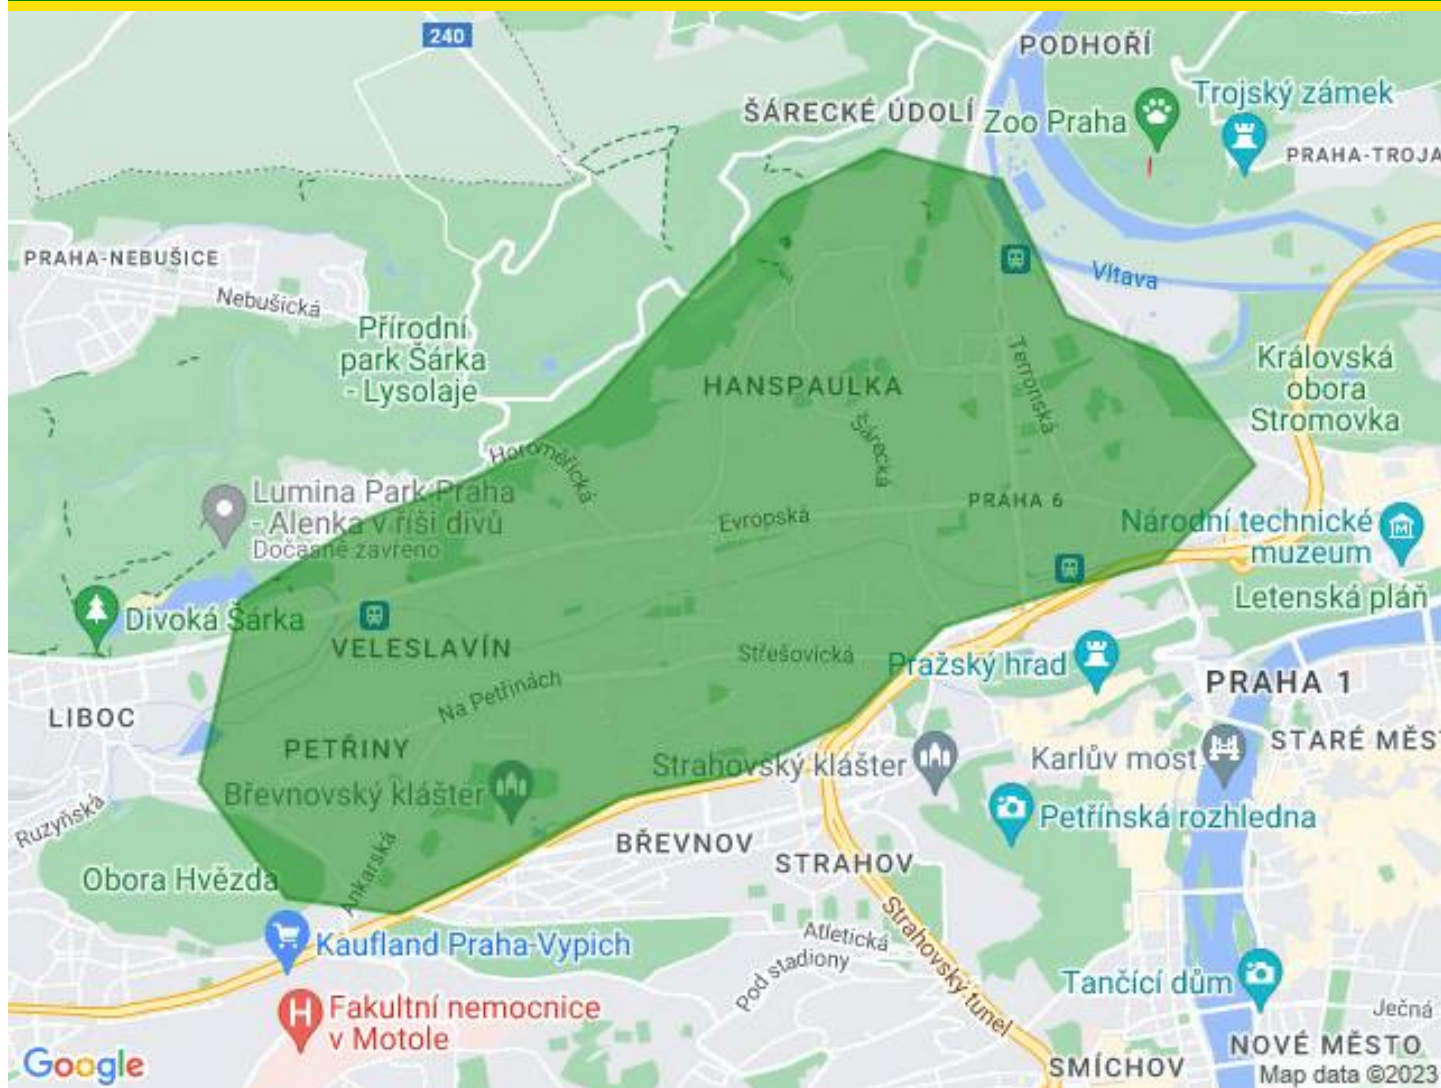 240
PODHOŘÍ
Trojský zámek
ŠÁRECKÉ ÚDOLÍ
Zoo Praha
PRAHA-TROJA
PRAHA-NEBUŠICE
Nebušická
Vltava
Přírodní
park Šárka
- Lysolaje
Terronská
Královská
obora
Stromovka
HANSPAULKA
Šárecká
Horoměřická
Lumina Park Praha
- Alenka v říši divů
Dočasně zavřeno
PRAHA 6
Evropská
Národní technické
muzeum
Letenská pláň
Divoká Šárka
VELESLAVÍN
Střešovická
Pražský hrad
PRAHA 1
Na Petřinách
LIBOC
PETŘINY
STARÉ MĚS
Strahovský klášter
Karlův most
Břevnovský klášter
Ruzyňská
Petřínská rozhledna
BŘEVNOV
STRAHOV
Ankarská
Obora Hvězda
Kaufland Praha-Vypich
Atletická
Pod stadiony
Strahovský tunel
Tančící dům
Fakultní nemocnice
v Motole
Ječná
NOVÉ MĚSTO
SMÍCHOV
Google
Map data ©2023